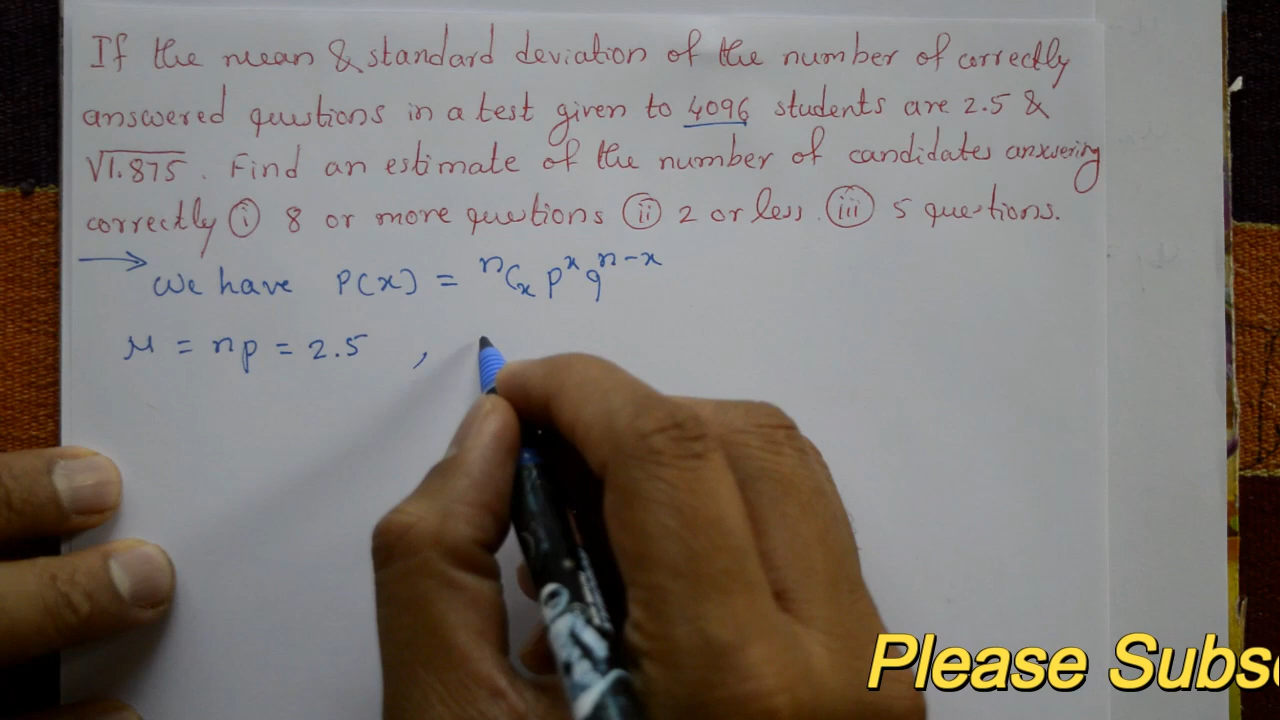 If the mean & standard deviation of the number of correctly
answered questions in a test given to 4096 students are 2.5 &
√1.875. Find an estimate of the number of candidates answering
correctly (i) 8 or more questions (ii) 2 or less. (iii) 5 questions.
→ We have P(x) = ⁿCₓ pˣ qⁿ⁻ˣ
μ = np = 2.5 ,
Please Subs